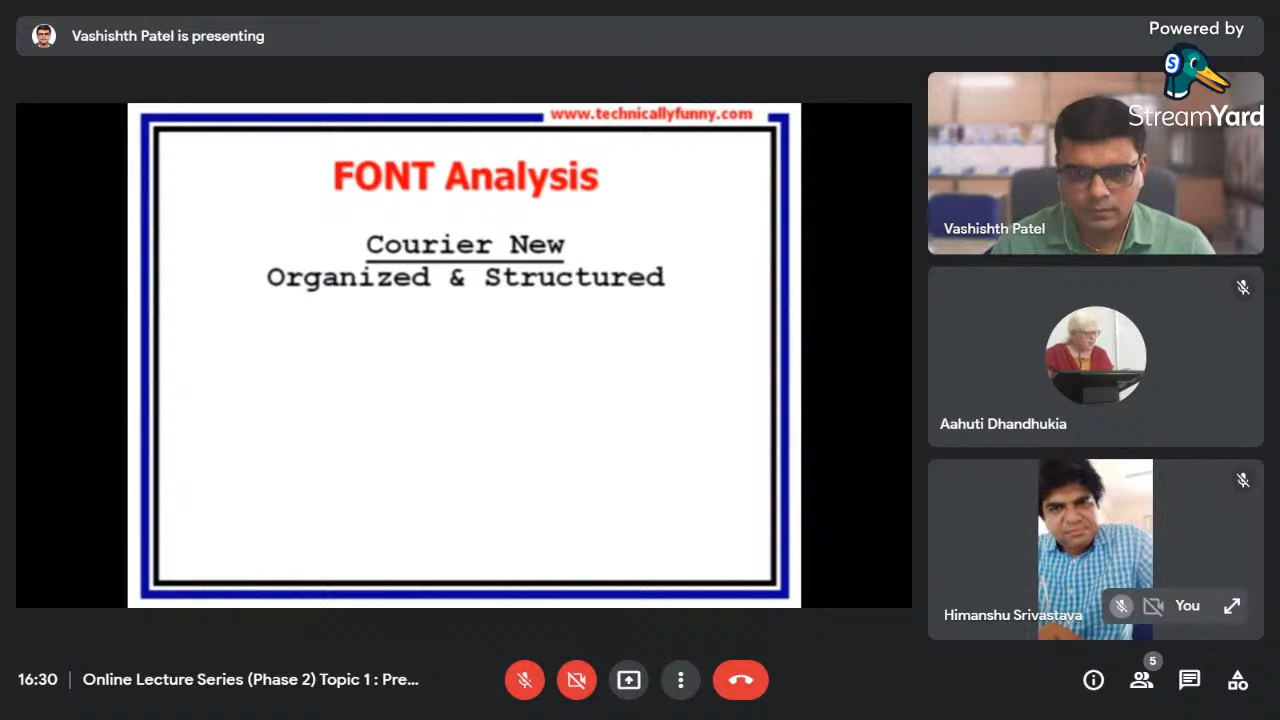 Vashishth Patel is presenting
Powered by
S
StreamYard
www.technicallyfunny.com
FONT Analysis
Courier New
Organized & Structured
Vashishth Patel
Aahuti Dhandhukia
Himanshu Srivastava
You
16:30
Online Lecture Series (Phase 2) Topic 1 : Pre...
5